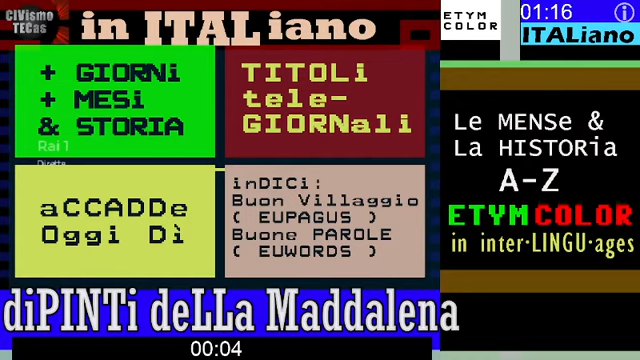 CIVismo
TECas
in ITALiano
ETYM
COLOR
01:16
ITALiano
+ GIORNi
+ MESi
& STORIA
Rai 1
Dirette
TITOLi
tele-
GIORNali
aCCADDe
Oggi Dì
inDICi:
Buon Villaggio
( EUPAGUS )
Buone PAROLE
( EUWORDS )
Le MENSe &
La HISTORia
A-Z
ETYM COLOR
in inter·LINGU·ages
diPINTi deLLa Maddalena
00:04